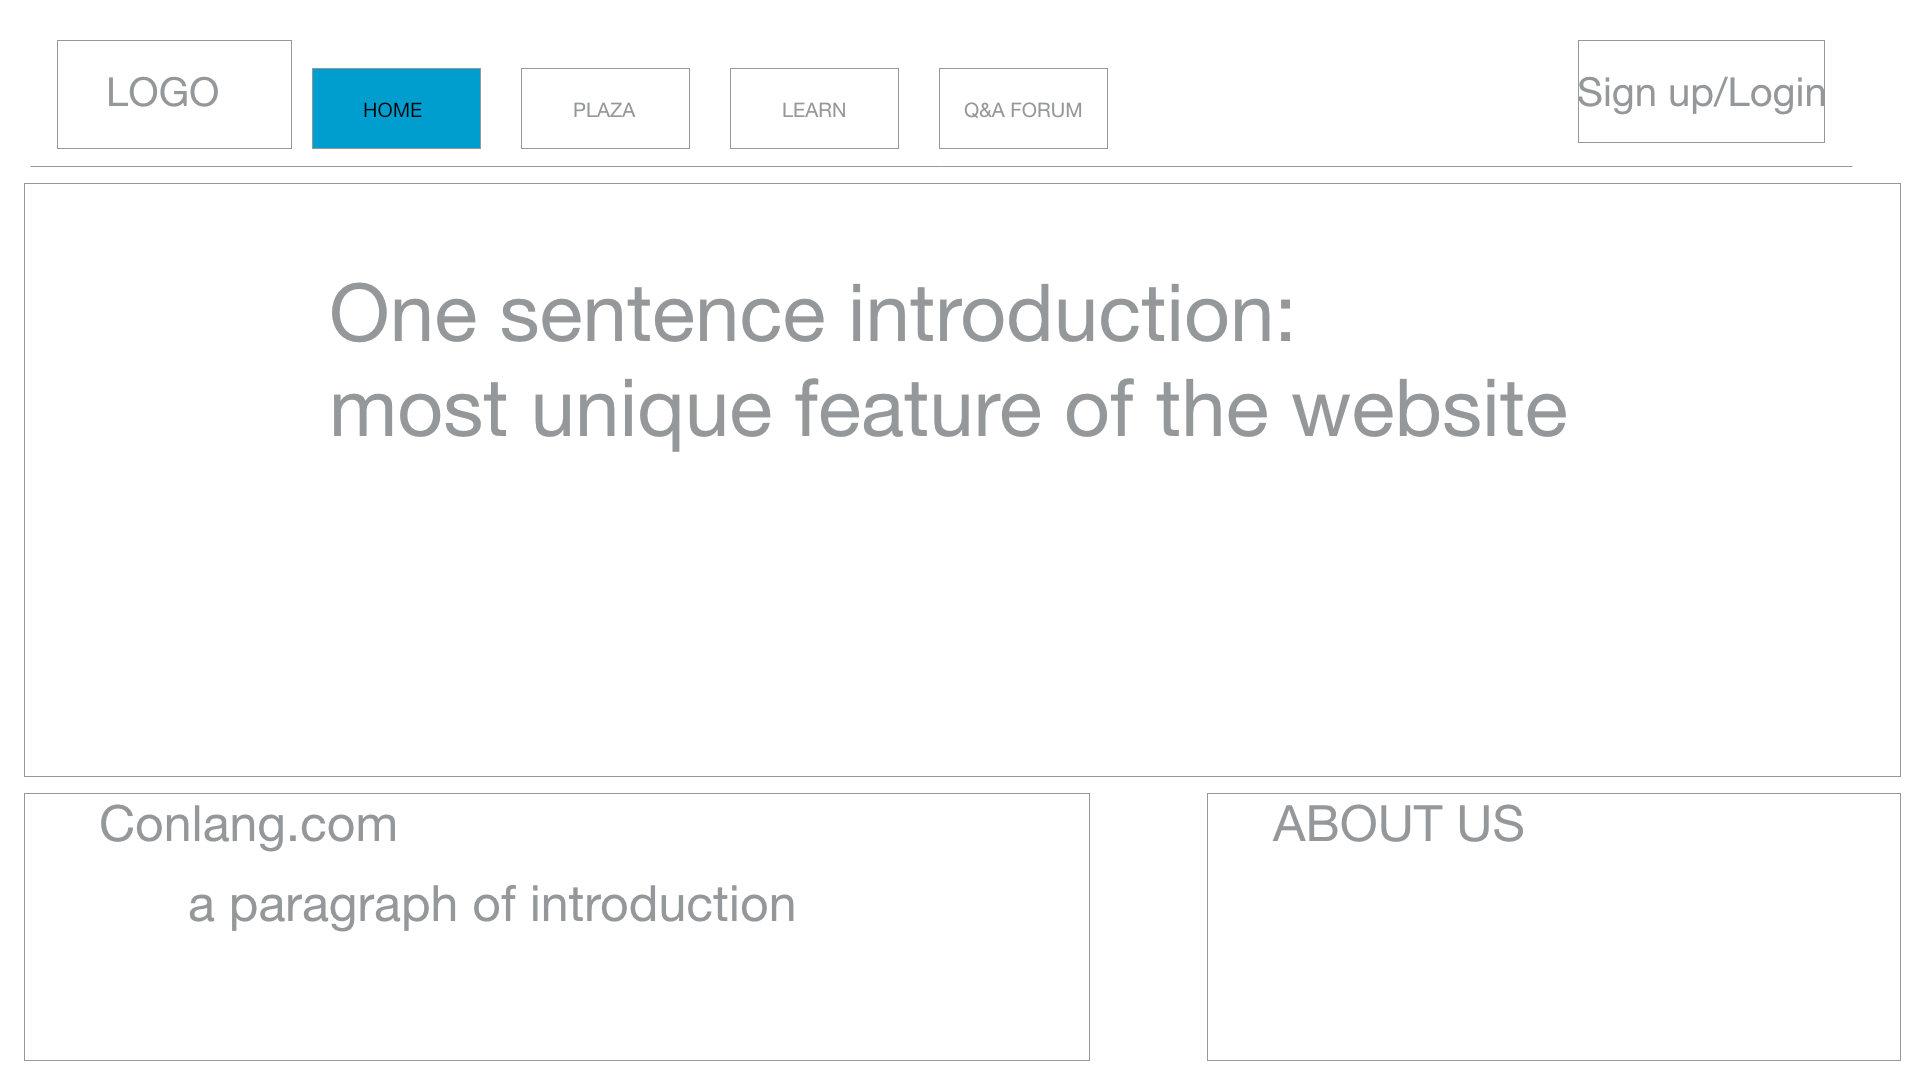 LOGO
HOME
PLAZA
LEARN
Q&A FORUM
Sign up/Login
One sentence introduction:
most unique feature of the website
Conlang.com
a paragraph of introduction
ABOUT US